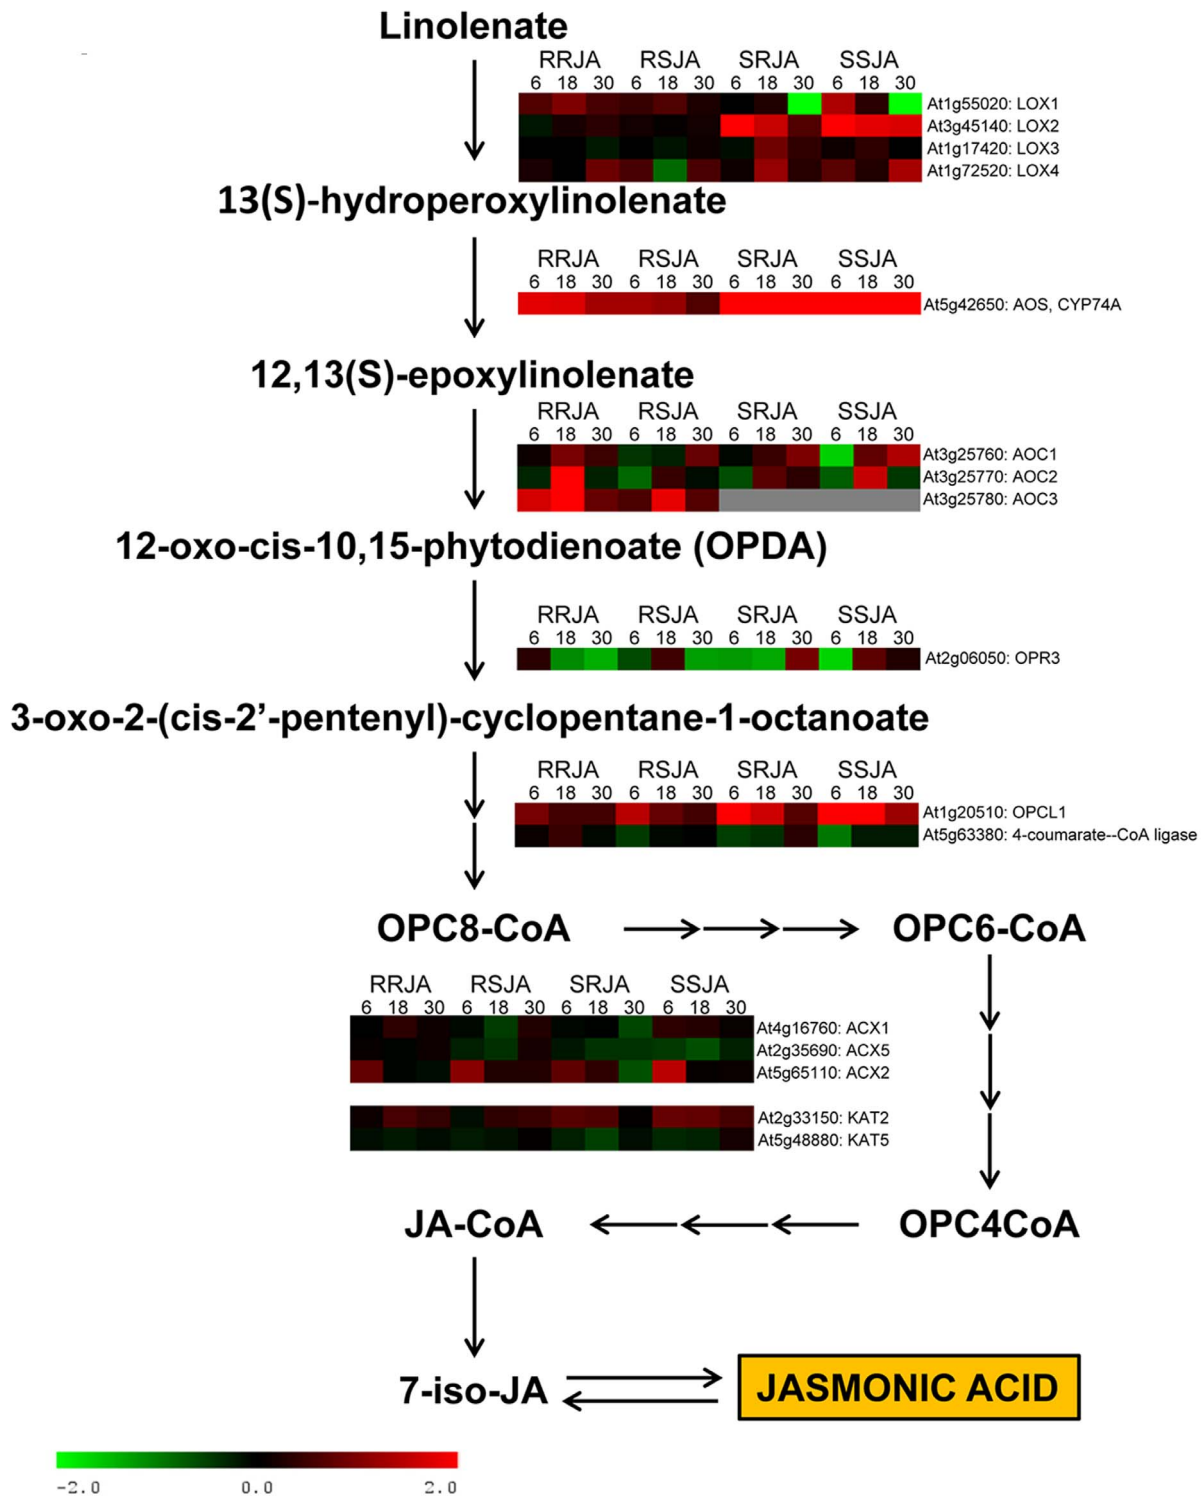 Linolenate
RRJA RSJA SRJA SSJA
6 18 30 6 18 30 6 18 30 6 18 30
At1g55020: LOX1
At3g45140: LOX2
At1g17420: LOX3
At1g72520: LOX4
13(S)-hydroperoxylinolenate
RRJA RSJA SRJA SSJA
6 18 30 6 18 30 6 18 30 6 18 30
At5g42650: AOS, CYP74A
12,13(S)-epoxylinolenate
RRJA RSJA SRJA SSJA
6 18 30 6 18 30 6 18 30 6 18 30
At3g25760: AOC1
At3g25770: AOC2
At3g25780: AOC3
12-oxo-cis-10,15-phytodienoate (OPDA)
RRJA RSJA SRJA SSJA
6 18 30 6 18 30 6 18 30 6 18 30
At2g06050: OPR3
3-oxo-2-(cis-2’-pentenyl)-cyclopentane-1-octanoate
RRJA RSJA SRJA SSJA
6 18 30 6 18 30 6 18 30 6 18 30
At1g20510: OPCL1
At5g63380: 4-coumarate--CoA ligase
OPC8-CoA OPC6-CoA
RRJA RSJA SRJA SSJA
6 18 30 6 18 30 6 18 30 6 18 30
At4g16760: ACX1
At2g35690: ACX5
At5g65110: ACX2
At2g33150: KAT2
At5g48880: KAT5
JA-CoA OPC4CoA
7-iso-JA JASMONIC ACID
-2.0 0.0 2.0